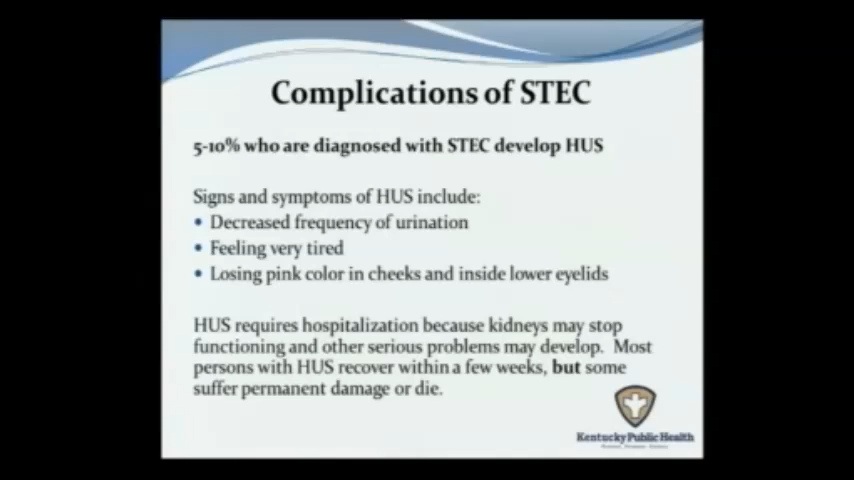 Complications of STEC
5-10% who are diagnosed with STEC develop HUS
Signs and symptoms of HUS include:
• Decreased frequency of urination
• Feeling very tired
• Losing pink color in cheeks and inside lower eyelids
HUS requires hospitalization because kidneys may stop
functioning and other serious problems may develop. Most
persons with HUS recover within a few weeks, but some
suffer permanent damage or die.
Kentucky Public Health